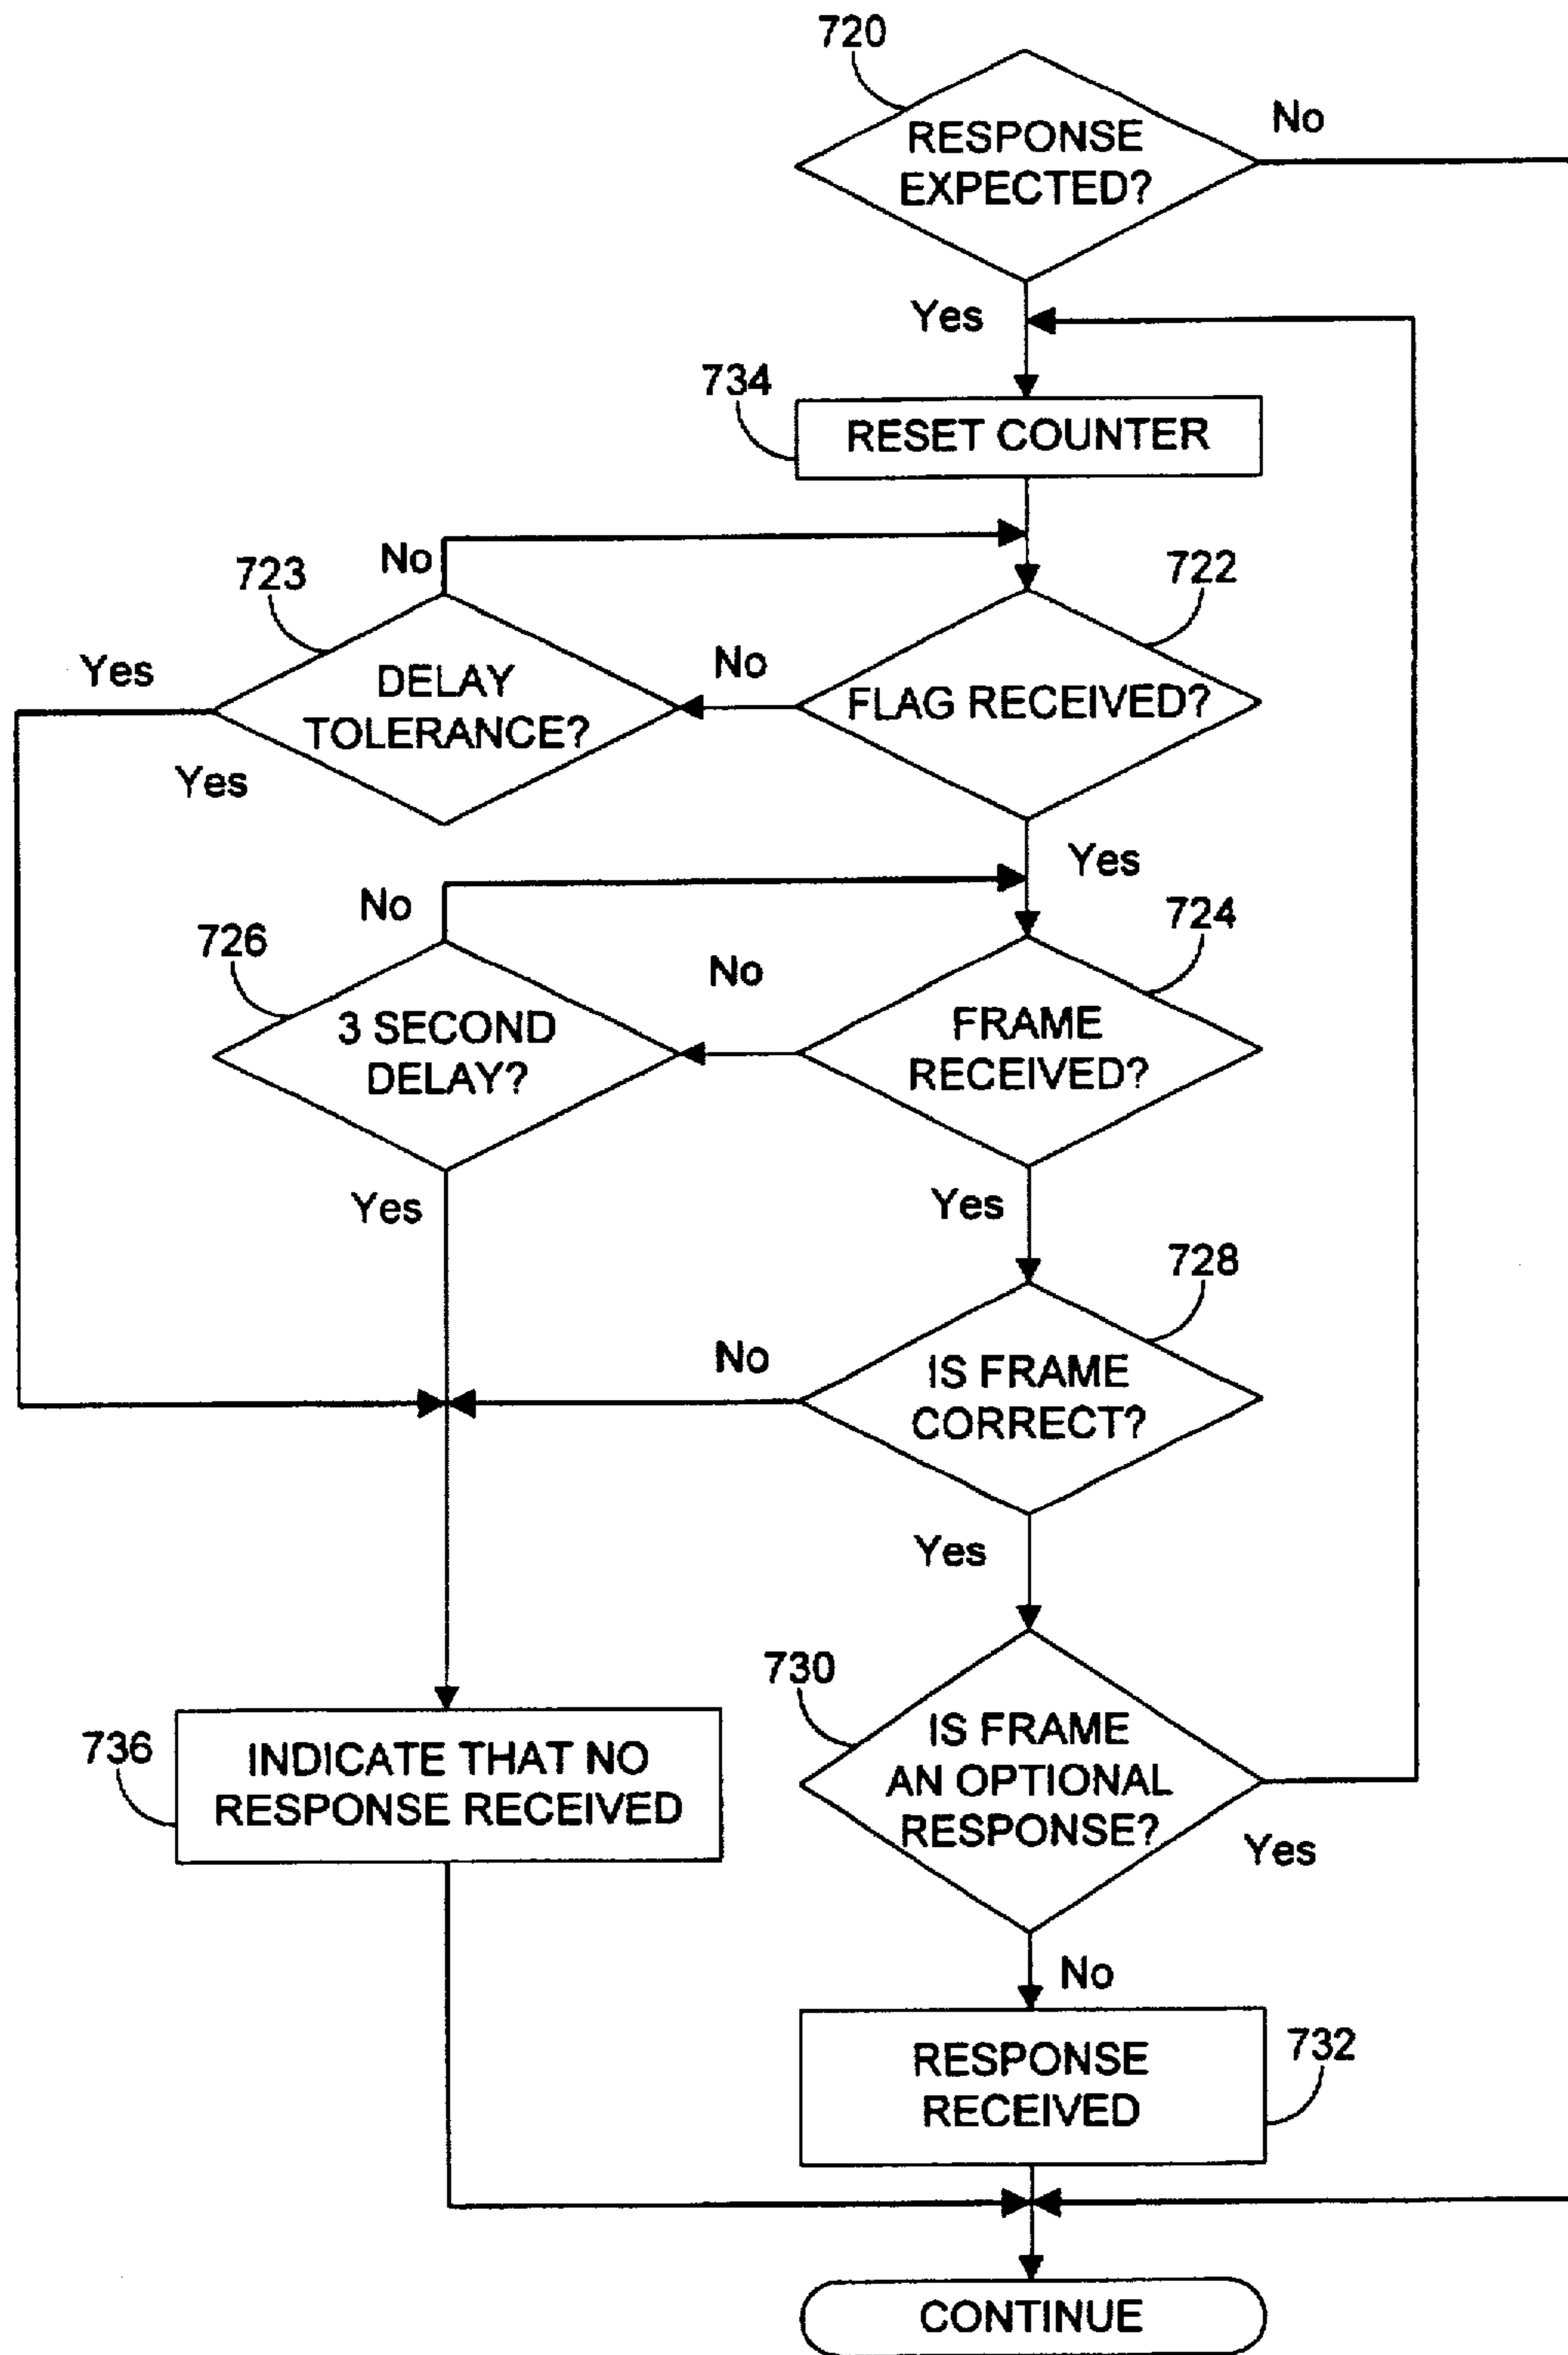 720
RESPONSE
EXPECTED?
No
Yes
734
RESET COUNTER
No
723
722
Yes
DELAY
TOLERANCE?
No
FLAG RECEIVED?
Yes
Yes
No
726
724
3 SECOND
DELAY?
No
FRAME
RECEIVED?
Yes
Yes
728
No
IS FRAME
CORRECT?
Yes
730
IS FRAME
AN OPTIONAL
RESPONSE?
Yes
736
INDICATE THAT NO
RESPONSE RECEIVED
No
RESPONSE
RECEIVED
732
CONTINUE